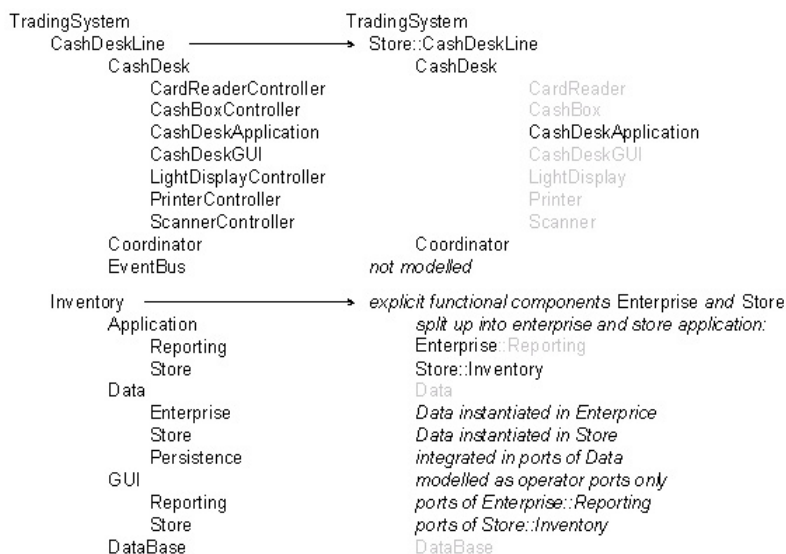 TradingSystem TradingSystem
CashDeskLine Store::CashDeskLine
CashDesk CashDesk
CardReaderController CardReader
CashBoxController CashBox
CashDeskApplication CashDeskApplication
CashDeskGUI CashDeskGUI
LightDisplayController LightDisplay
PrinterController Printer
ScannerController Scanner
Coordinator Coordinator
EventBus not modelled
Inventory explicit functional components Enterprise and Store
Application split up into enterprise and store application:
Reporting Enterprise::Reporting
Store Store::Inventory
Data Data
Enterprise Data instantiated in Enterprice
Store Data instantiated in Store
Persistence integrated in ports of Data
GUI modelled as operator ports only
Reporting ports of Enterprise::Reporting
Store ports of Store::Inventory
DataBase DataBase